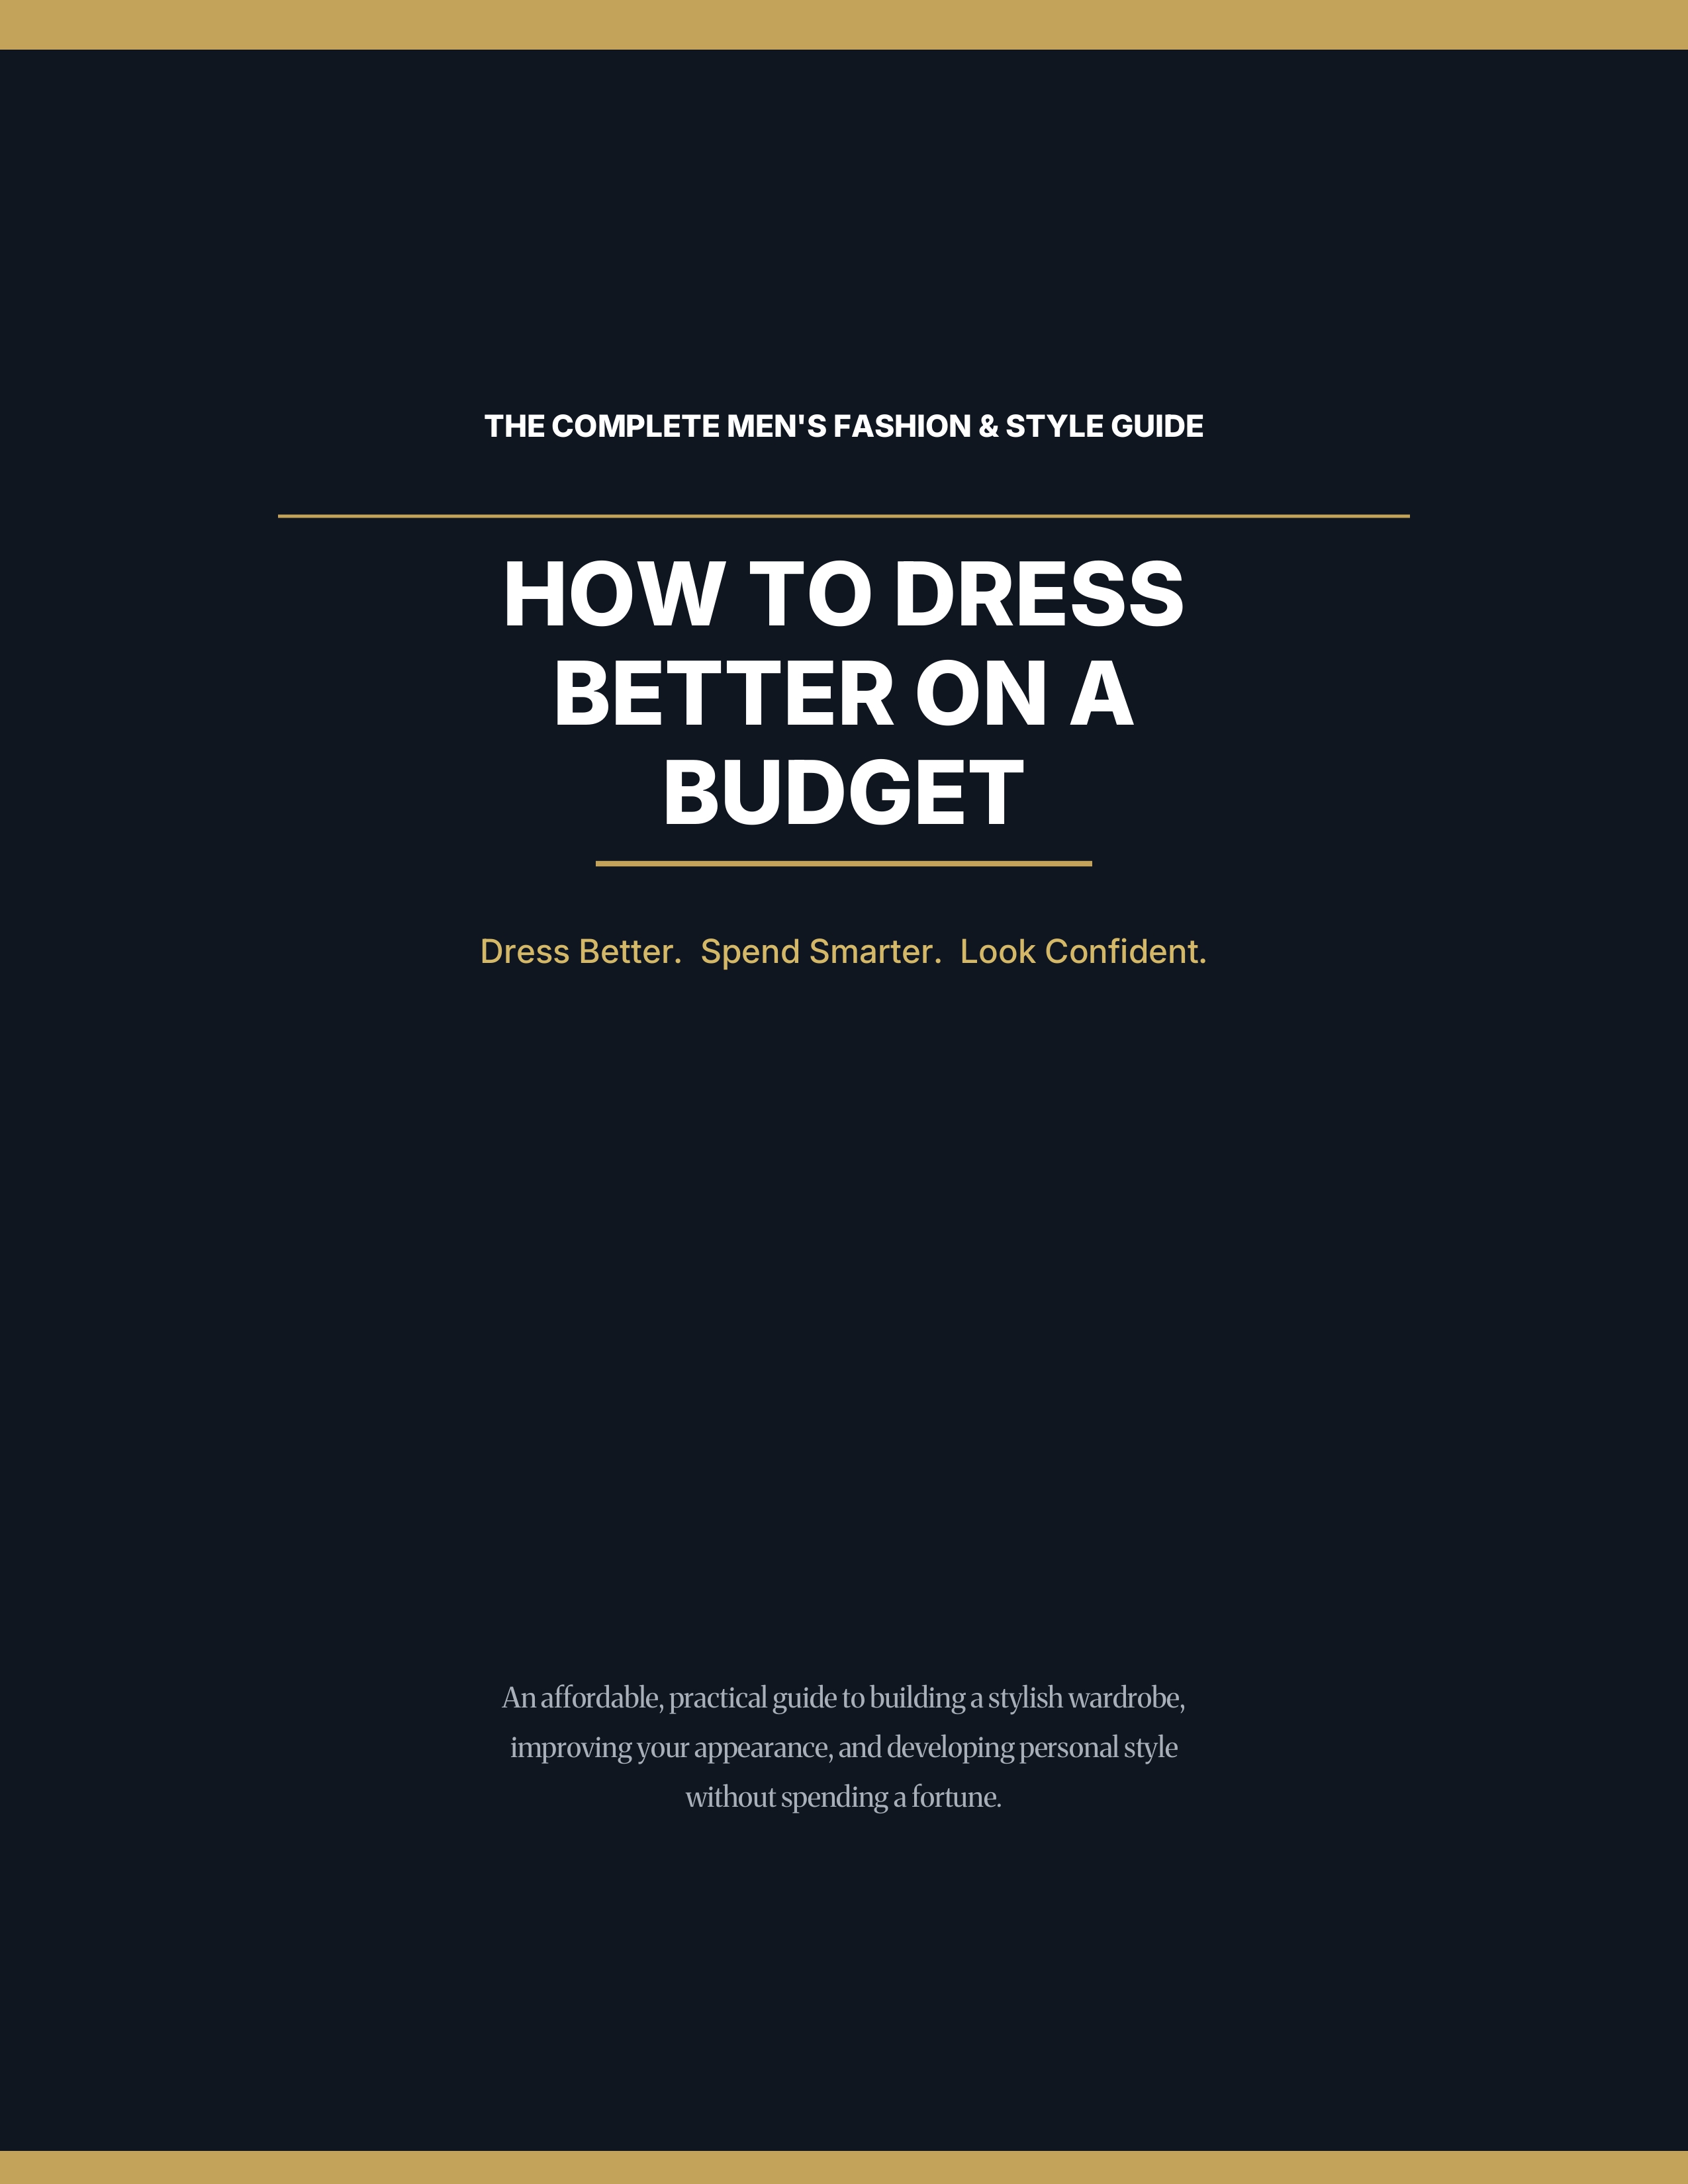 THE COMPLETE MEN'S FASHION & STYLE GUIDE
HOW TO DRESS
BETTER ON A
BUDGET
Dress Better. Spend Smarter. Look Confident.
An affordable, practical guide to building a stylish wardrobe,
improving your appearance, and developing personal style
without spending a fortune.